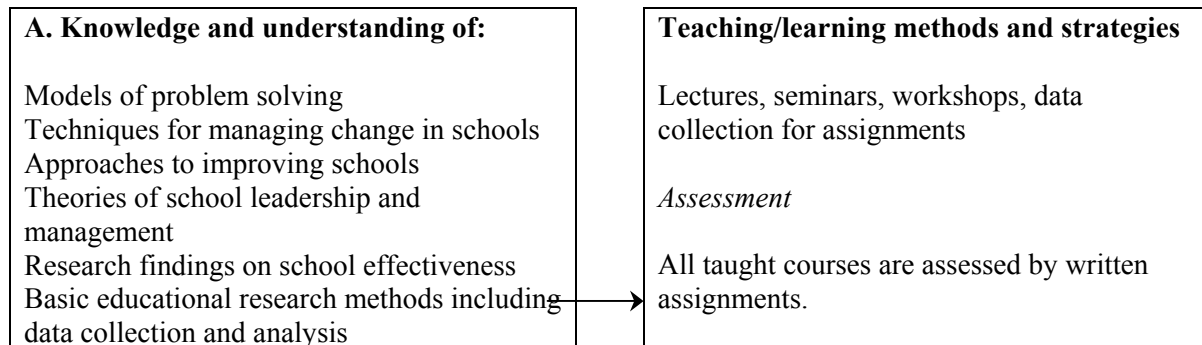 A. Knowledge and understanding of:
Models of problem solving
Techniques for managing change in schools
Approaches to improving schools
Theories of school leadership and
management
Research findings on school effectiveness
Basic educational research methods including
data collection and analysis
Teaching/learning methods and strategies
Lectures, seminars, workshops, data
collection for assignments
Assessment
All taught courses are assessed by written
assignments.